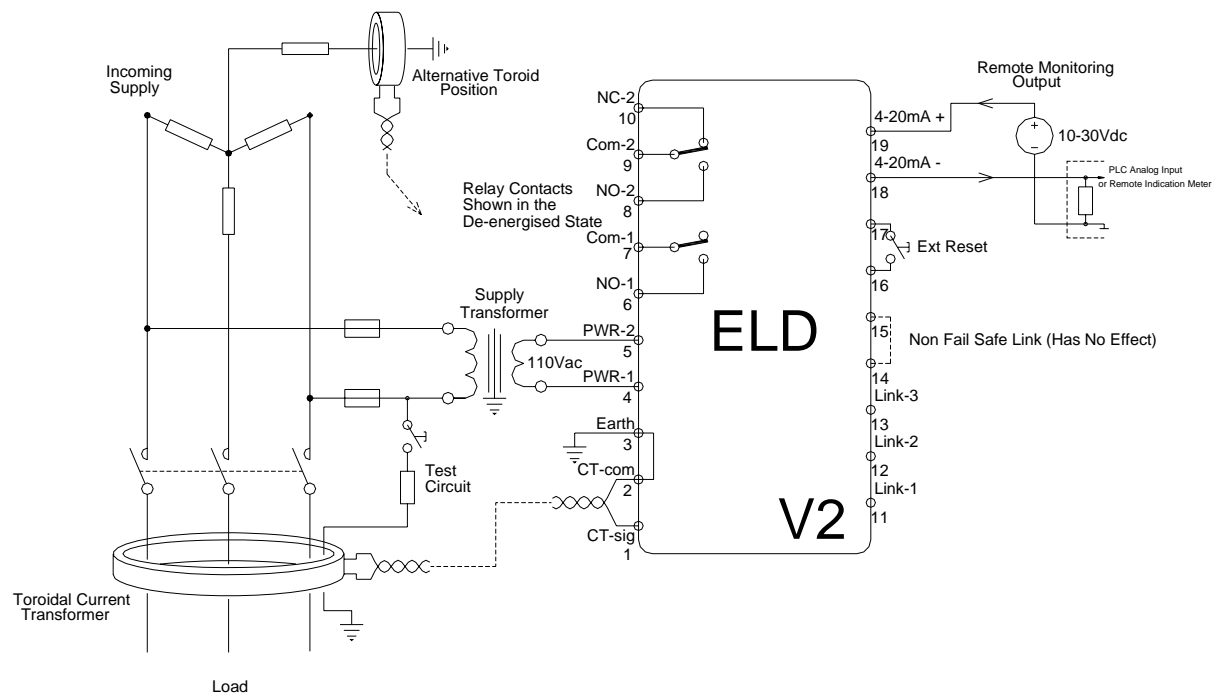 Incoming
Supply
Alternative Toroid
Position
Remote Monitoring
Output
NC-2
10
Com-2
9
NO-2
8
Com-1
7
NO-1
6
PWR-2
5
PWR-1
4
Earth
3
CT-com
2
CT-sig
1
4-20mA +
19
4-20mA -
18
17
16
15
14
Link-3
13
Link-2
12
Link-1
11
+
10-30Vdc
−
PLC Analog Input
or Remote Indication Meter
Ext Reset
Non Fail Safe Link (Has No Effect)
Relay Contacts
Shown in the
De-energised State
Supply
Transformer
110Vac
ELD
V2
Test
Circuit
Toroidal Current
Transformer
Load